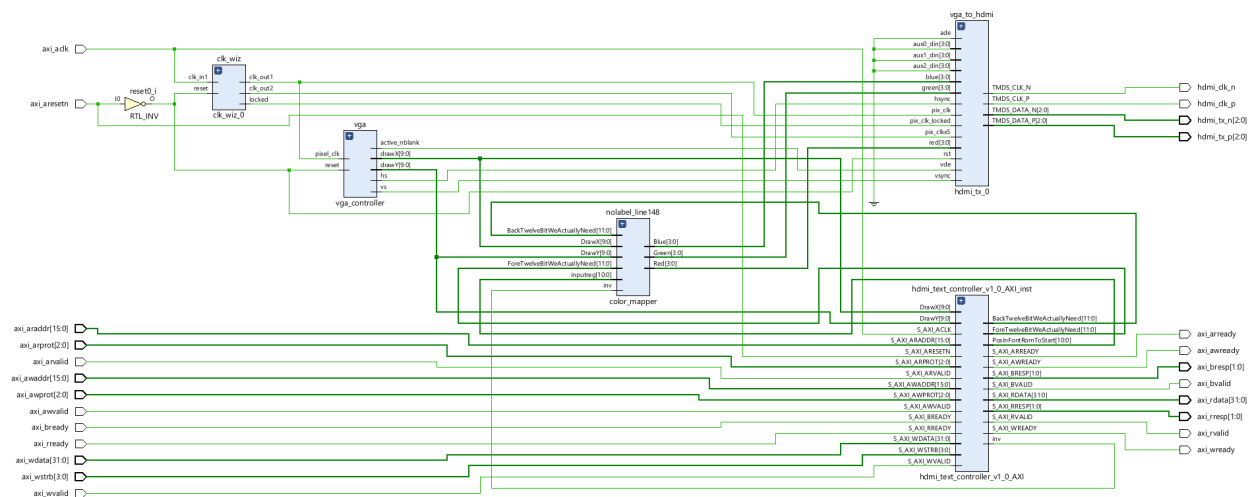 axi_aclk
axi_aresetn
reset0_i
I0
O
RTL_INV
clk_wiz
clk_in1
reset
clk_out1
clk_out2
locked
clk_wiz_0
vga
pixel_clk
reset
active_nblank
drawX[9:0]
drawY[9:0]
hs
vs
vga_controller
vga_to_hdmi
ade
aux0_din[3:0]
aux1_din[3:0]
aux2_din[3:0]
blue[3:0]
green[3:0]
hsync
pix_clk
pix_clk_locked
pix_clkx5
red[3:0]
rst
vde
vsync
TMDS_CLK_N
TMDS_CLK_P
TMDS_DATA_N[2:0]
TMDS_DATA_P[2:0]
hdmi_tx_0
hdmi_clk_n
hdmi_clk_p
hdmi_tx_n[2:0]
hdmi_tx_p[2:0]
nolabel_line148
BackTwelveBitWeActuallyNeed[11:0]
DrawX[9:0]
DrawY[9:0]
ForeTwelveBitWeActuallyNeed[11:0]
inputreg[10:0]
inv
Blue[3:0]
Green[3:0]
Red[3:0]
color_mapper
axi_araddr[15:0]
axi_arprot[2:0]
axi_arvalid
axi_awaddr[15:0]
axi_awprot[2:0]
axi_awvalid
axi_bready
axi_rready
axi_wdata[31:0]
axi_wstrb[3:0]
axi_wvalid
hdmi_text_controller_v1_0_AXI_inst
DrawX[9:0]
DrawY[9:0]
S_AXI_ACLK
S_AXI_ARADDR[15:0]
S_AXI_ARESETN
S_AXI_ARPROT[2:0]
S_AXI_ARVALID
S_AXI_AWADDR[15:0]
S_AXI_AWPROT[2:0]
S_AXI_AWVALID
S_AXI_BREADY
S_AXI_RREADY
S_AXI_WDATA[31:0]
S_AXI_WSTRB[3:0]
S_AXI_WVALID
BackTwelveBitWeActuallyNeed[11:0]
ForeTwelveBitWeActuallyNeed[11:0]
PosInFontRomToStart[10:0]
S_AXI_ARREADY
S_AXI_AWREADY
S_AXI_BRESP[1:0]
S_AXI_BVALID
S_AXI_RDATA[31:0]
S_AXI_RRESP[1:0]
S_AXI_RVALID
S_AXI_WREADY
inv
hdmi_text_controller_v1_0_AXI
axi_arready
axi_awready
axi_bresp[1:0]
axi_bvalid
axi_rdata[31:0]
axi_rresp[1:0]
axi_rvalid
axi_wready